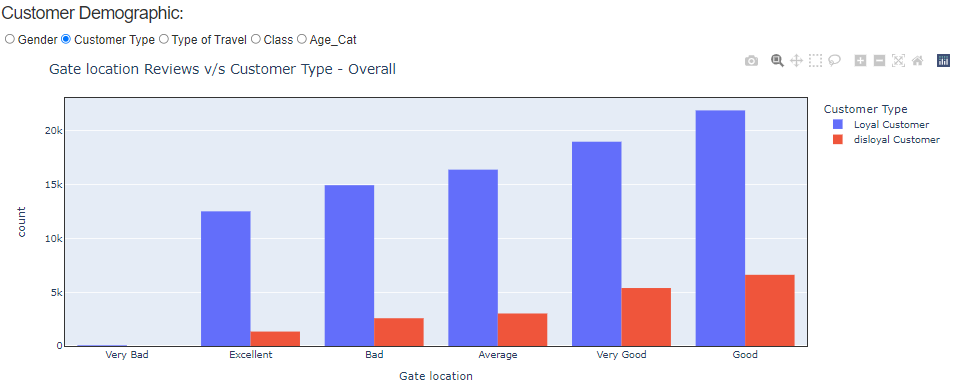 Customer Demographic:
Gender Customer Type Type of Travel Class Age_Cat
Gate location Reviews v/s Customer Type - Overall
Customer Type
Loyal Customer
disloyal Customer
20k
15k
10k
5k
0
count
Very Bad Excellent Bad Average Very Good Good
Gate location